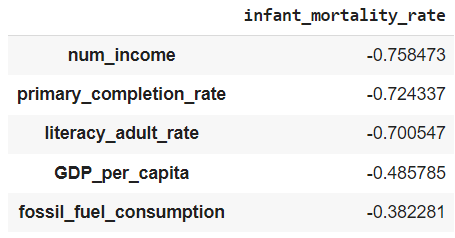 infant_mortality_rate
num_income -0.758473
primary_completion_rate -0.724337
literacy_adult_rate -0.700547
GDP_per_capita -0.485785
fossil_fuel_consumption -0.382281